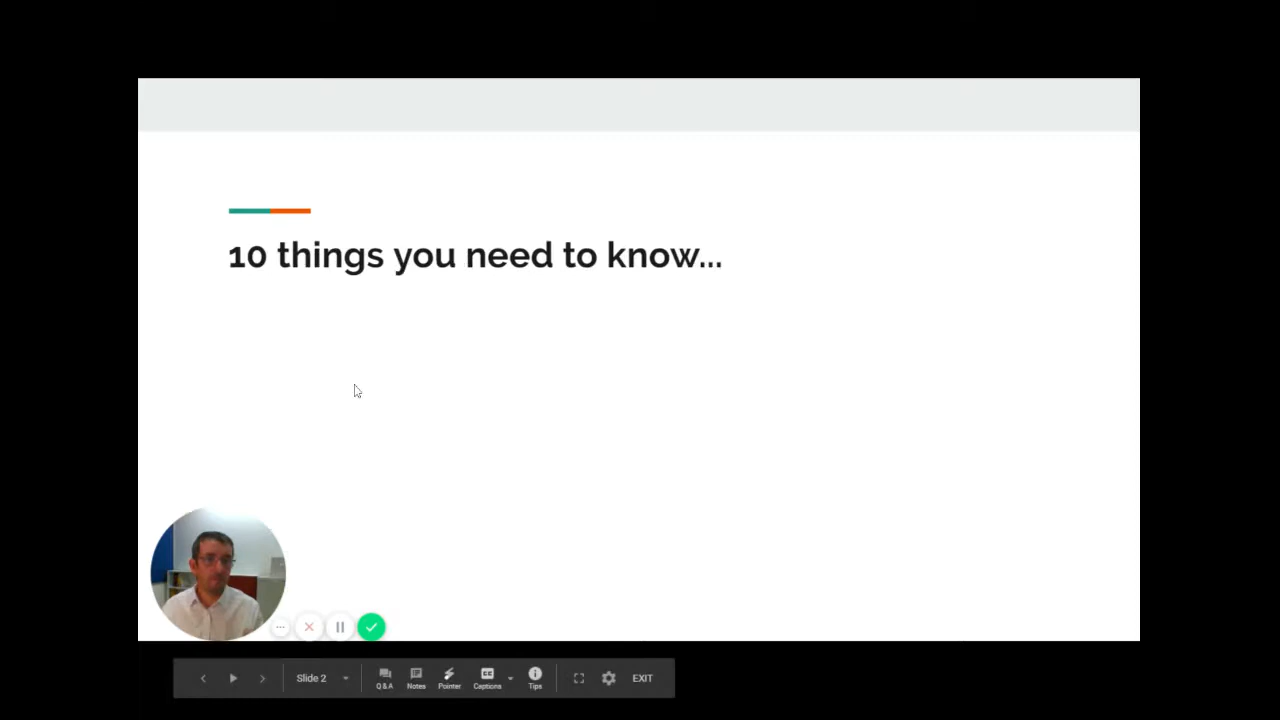 10 things you need to know...
Slide 2
Q & A
Notes
Pointer
Captions
Tips
EXIT